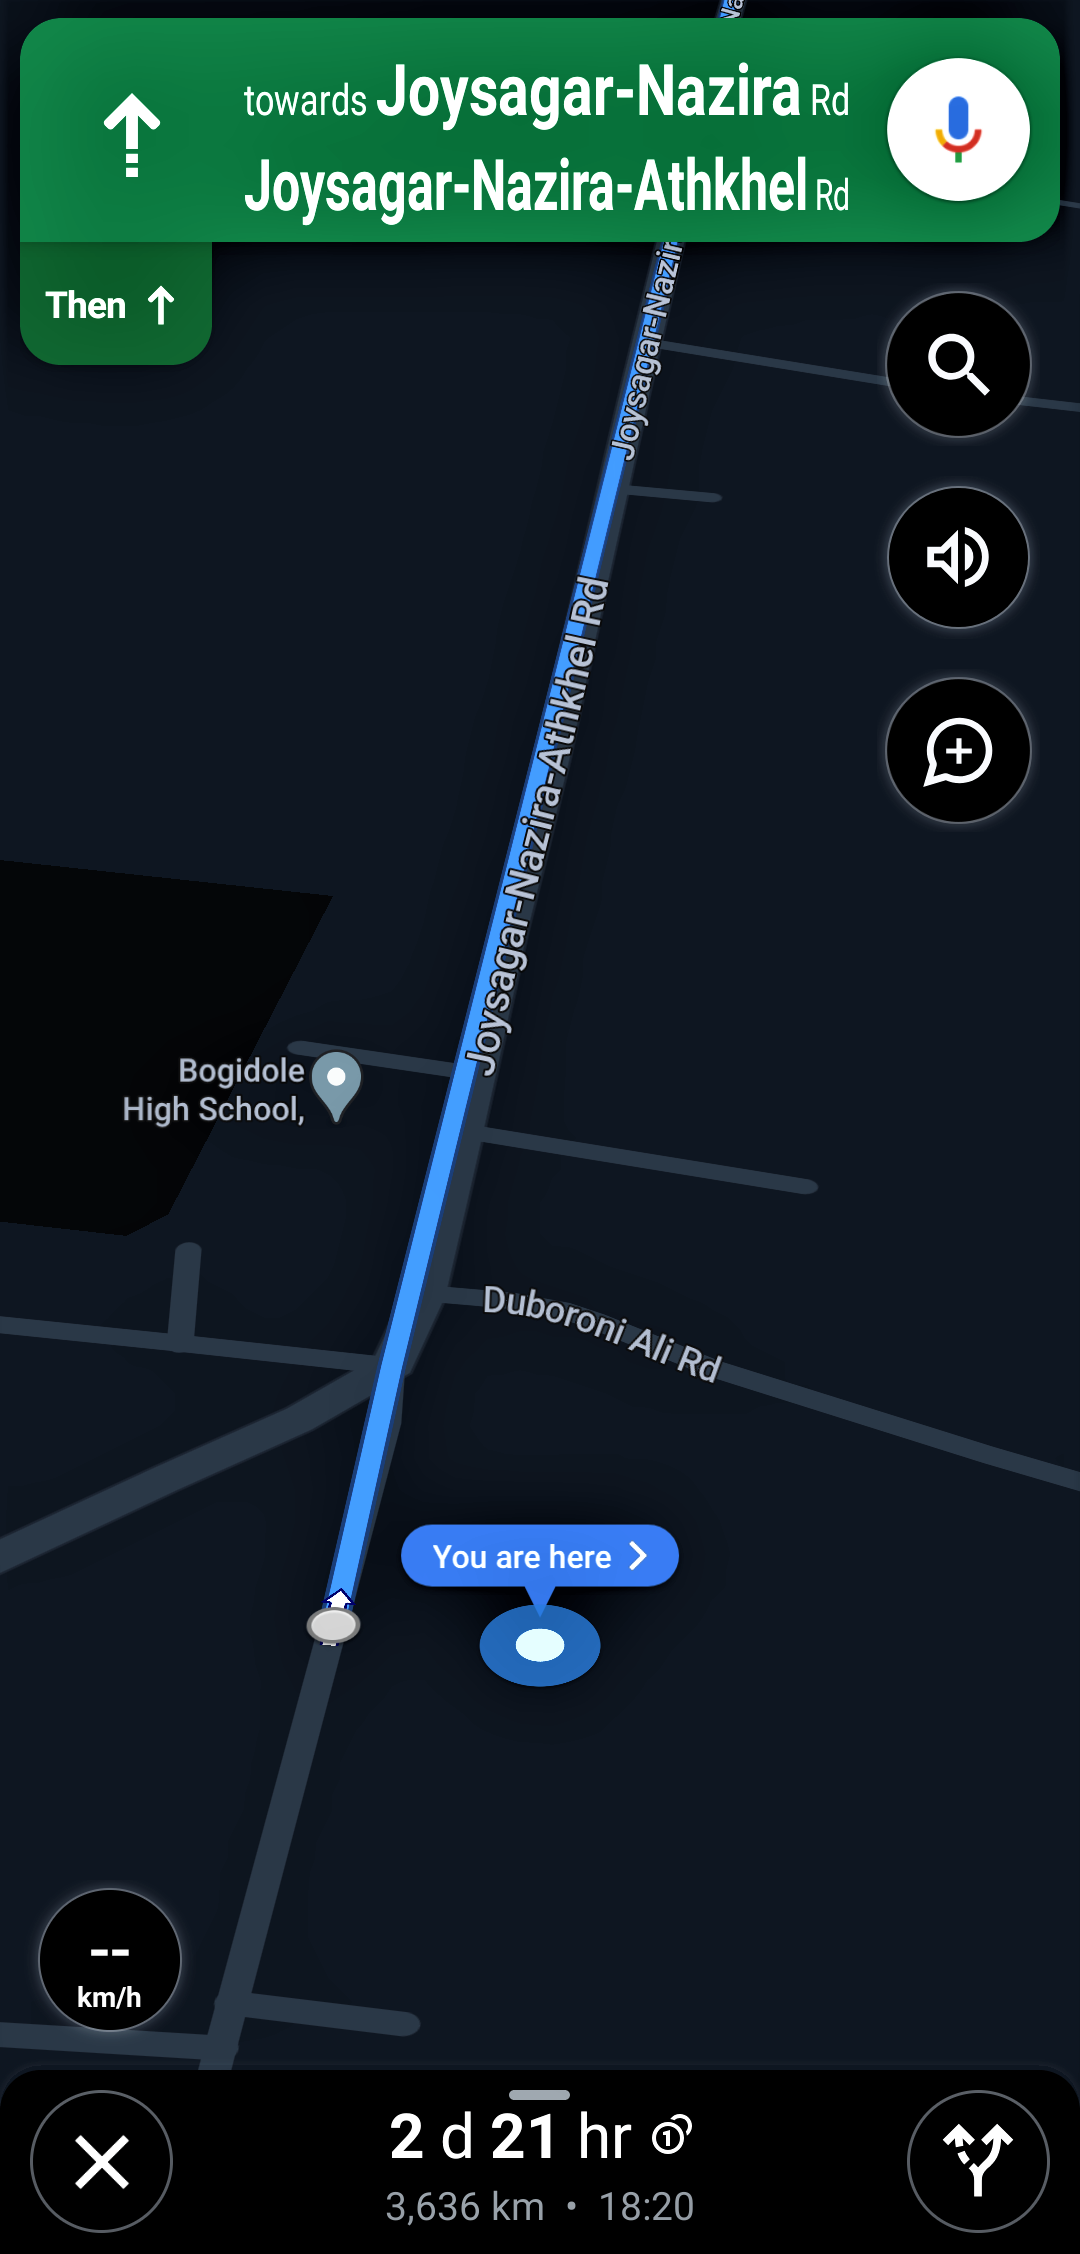 towards Joysagar-Nazira Rd
Joysagar-Nazira-Athkhel Rd
Then
Joysagar-Nazir
Joysagar-Nazira-Athkhel Rd
Bogidole
High School,
Duboroni Ali Rd
You are here
--
km/h
2 d 21 hr
3,636 km • 18:20